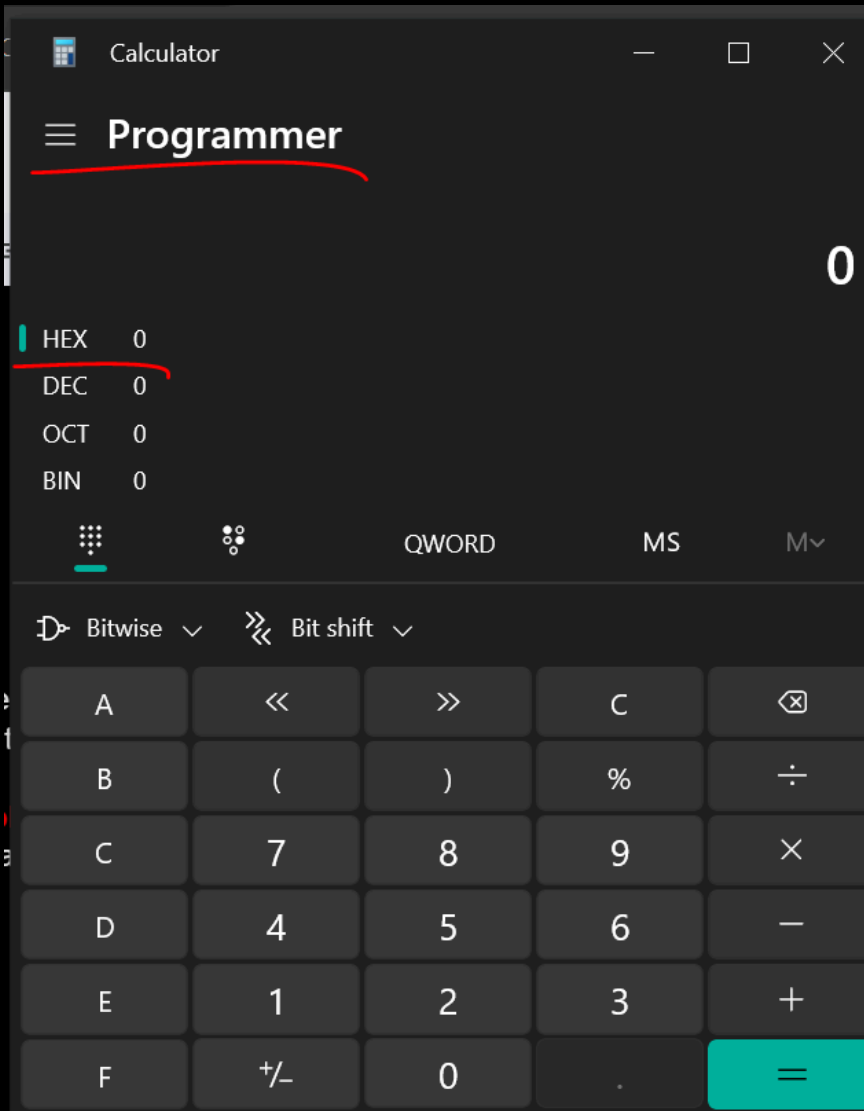 Calculator
Programmer
0
HEX 0
DEC 0
OCT 0
BIN 0
QWORD MS M
Bitwise Bit shift
A << >> C
B ( ) % ÷
C 7 8 9 ×
D 4 5 6 −
E 1 2 3 +
F +/− 0 . =